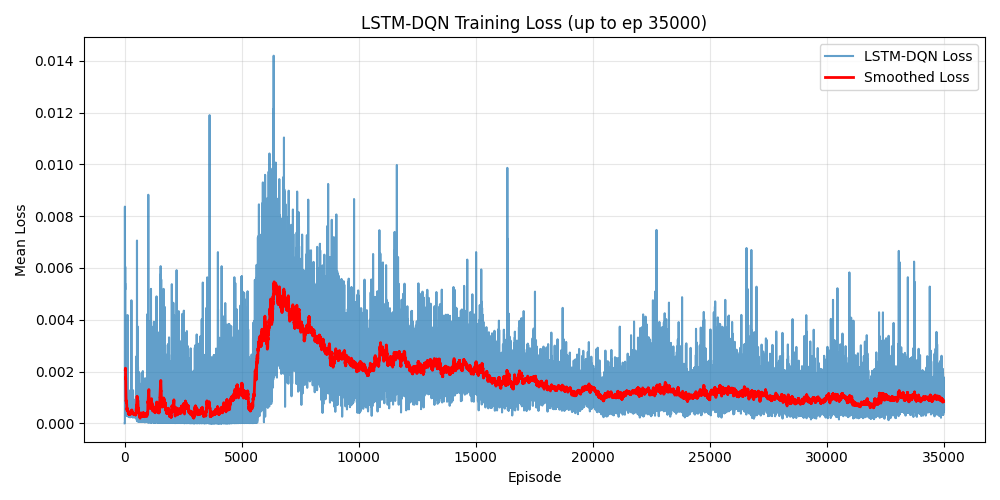 LSTM-DQN Training Loss (up to ep 35000)
LSTM-DQN Loss
Smoothed Loss
Mean Loss
0.014
0.012
0.010
0.008
0.006
0.004
0.002
0.000
0 5000 10000 15000 20000 25000 30000 35000
Episode